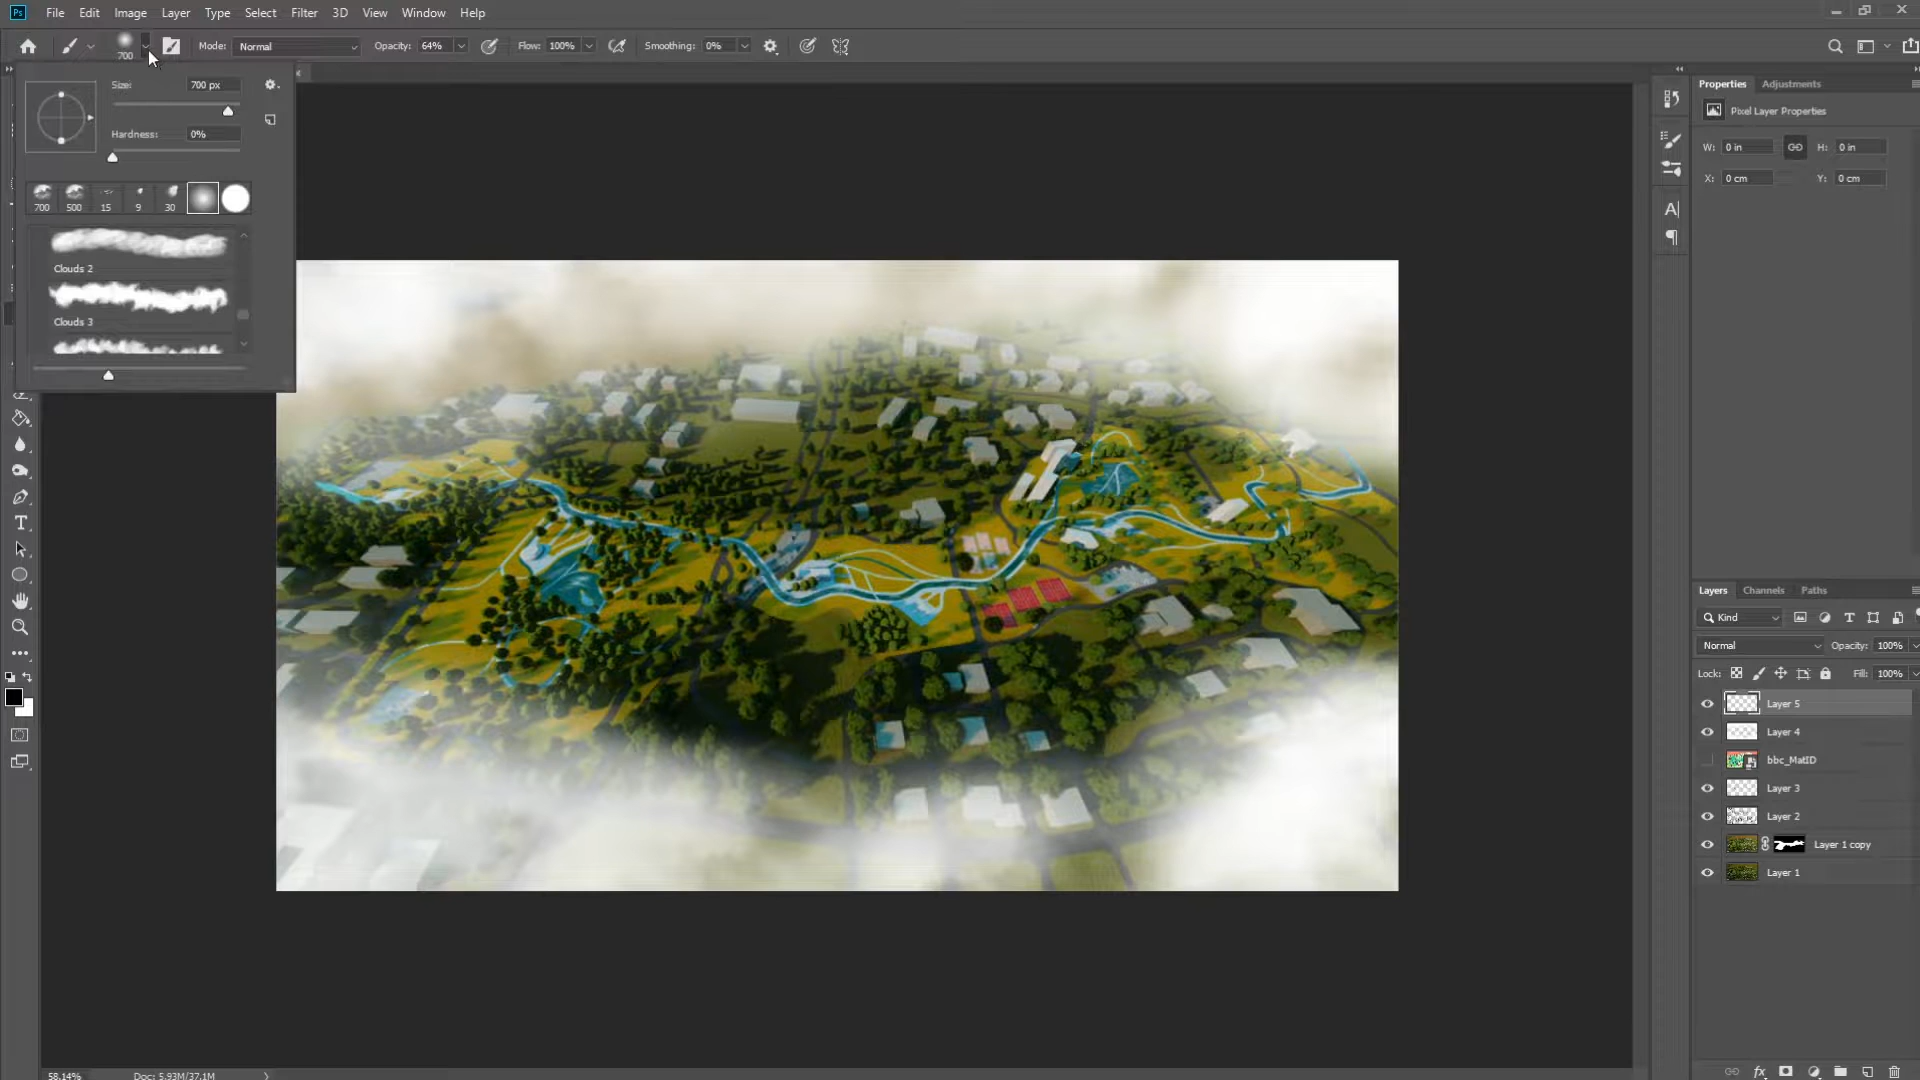 Ps File Edit Image Layer Type Select Filter 3D View Window Help
700 Mode: Normal Opacity: 64% Flow: 100% Smoothing: 0%
Size: 700 px
Hardness: 0%
700 500 15 9 30
Clouds 2
Clouds 3
Properties Adjustments
Pixel Layer Properties
W: 0 in H: 0 in
X: 0 cm Y: 0 cm
Layers Channels Paths
Kind
Normal Opacity: 100%
Lock: Fill: 100%
Layer 5
Layer 4
bbc_MatID
Layer 3
Layer 2
Layer 1 copy
Layer 1
58.14% Doc: 5.93M/37.1M